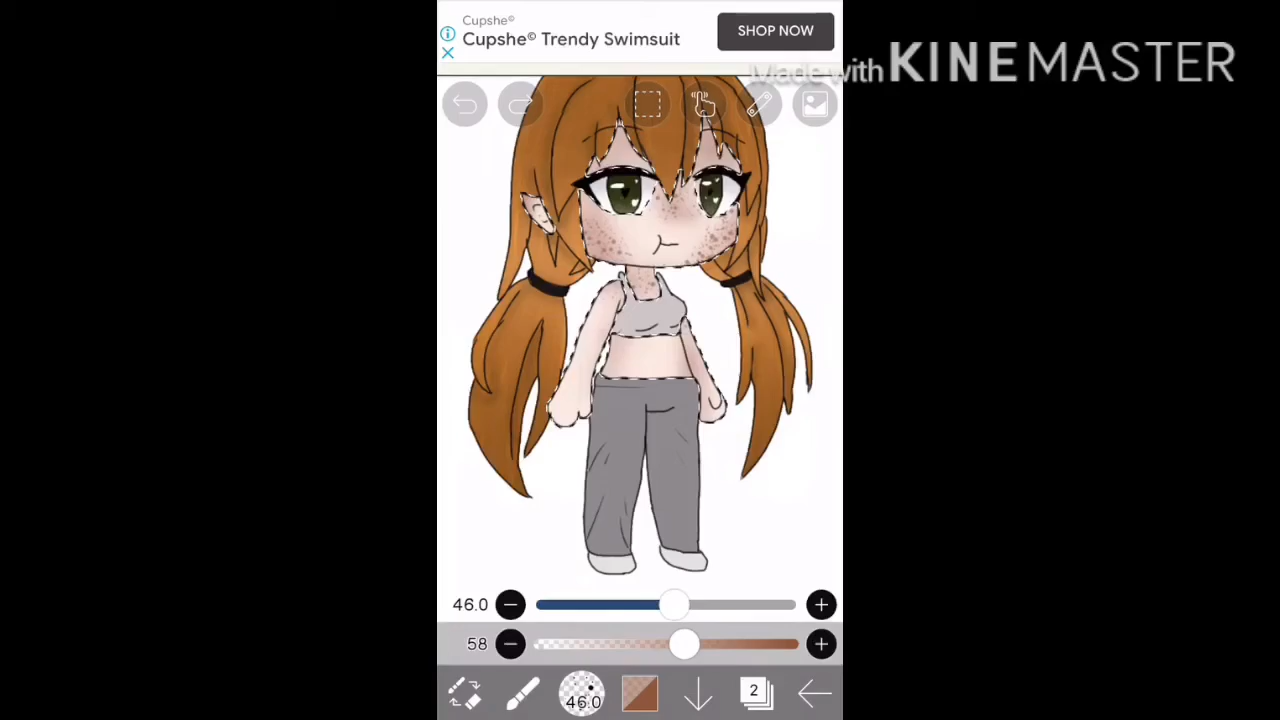 Cupshe©
Cupshe© Trendy Swimsuit
SHOP NOW
Made with KINEMASTER
46.0
58
46.0
2